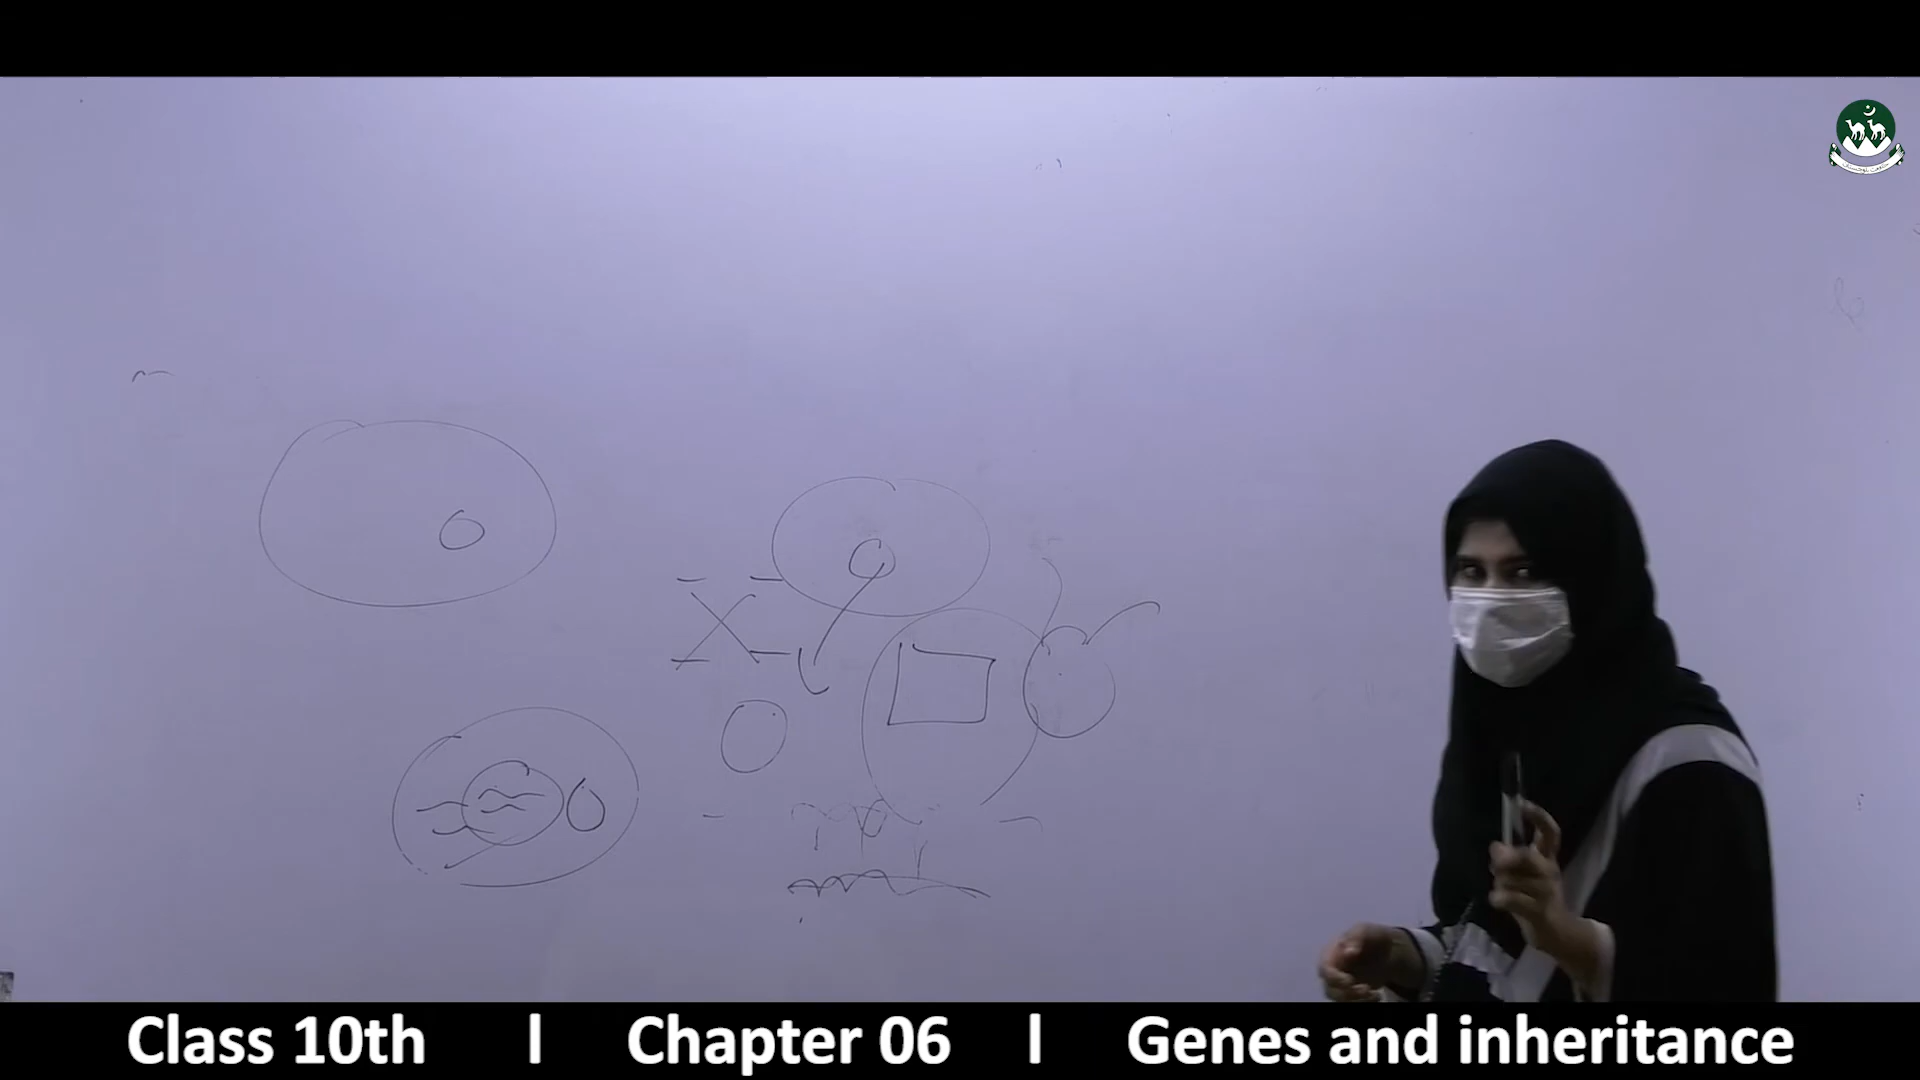 Class 10th | Chapter 06 | Genes and inheritance